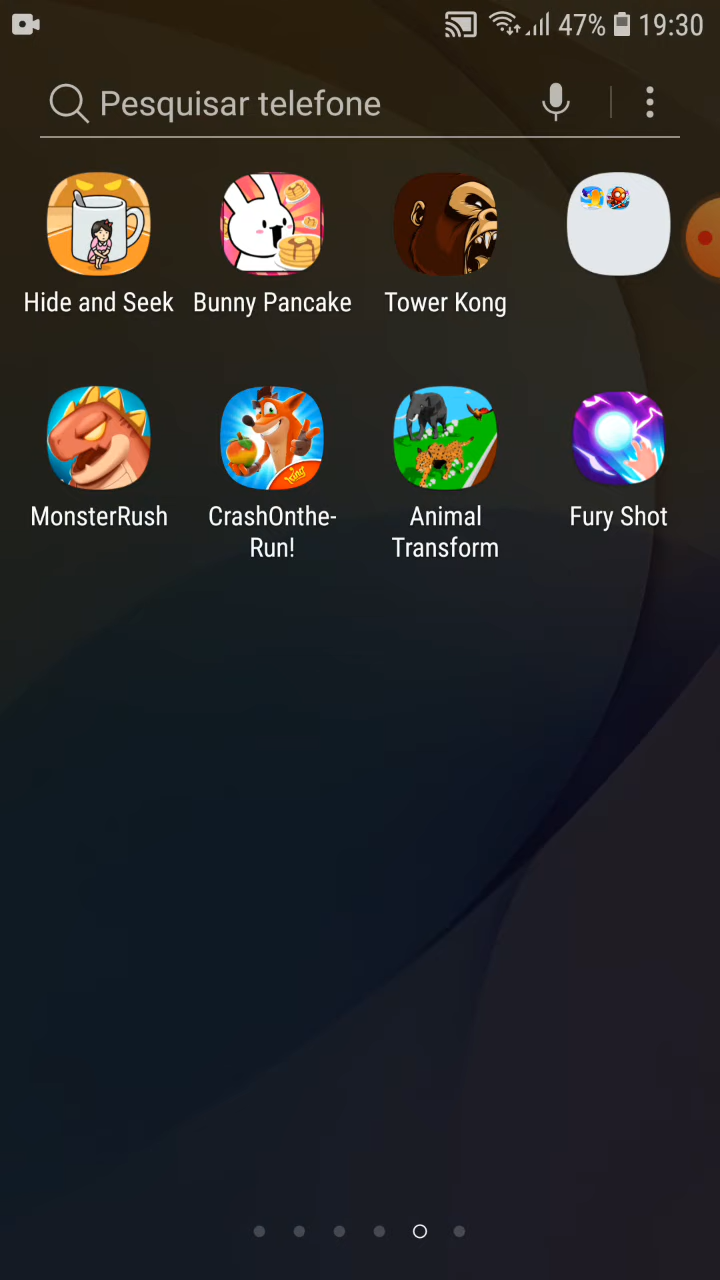 47% 19:30
Pesquisar telefone
Hide and Seek Bunny Pancake Tower Kong
MonsterRush CrashOnthe- Animal Fury Shot
Run! Transform
King